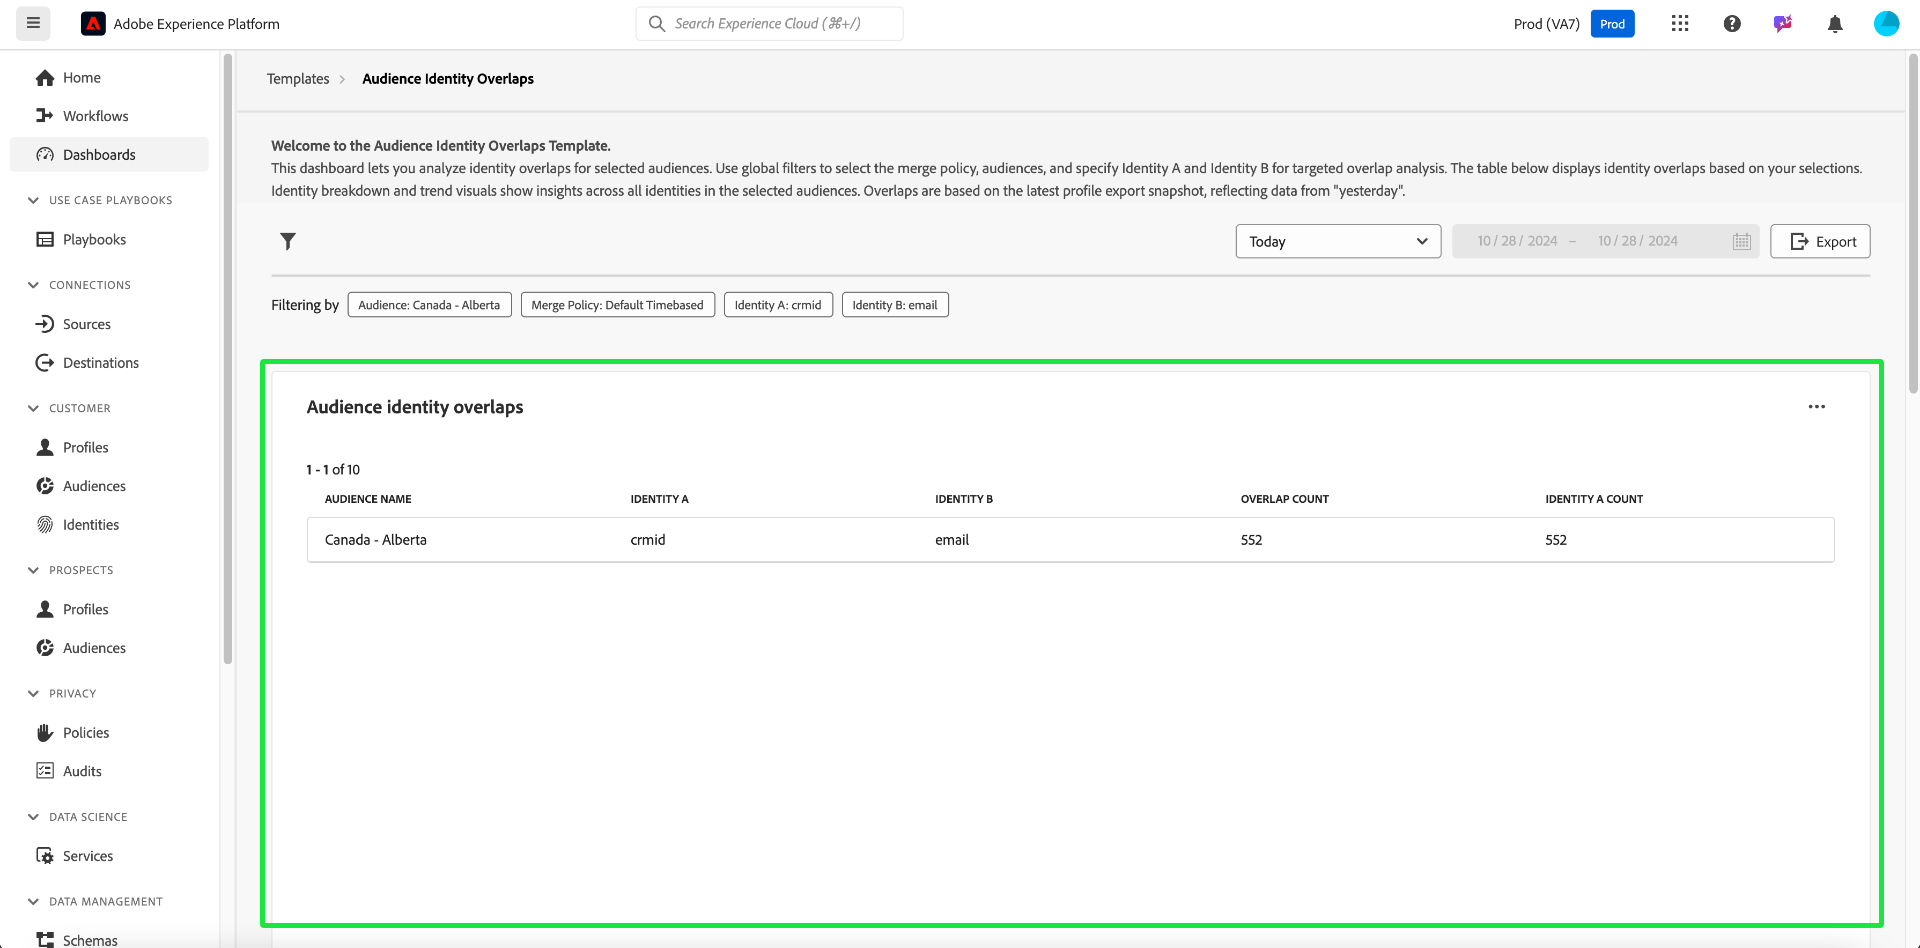 Adobe Experience Platform
Search Experience Cloud (⌘+/)
Prod (VA7)
Prod
Home
Workflows
Dashboards
USE CASE PLAYBOOKS
Playbooks
CONNECTIONS
Sources
Destinations
CUSTOMER
Profiles
Audiences
Identities
PROSPECTS
Profiles
Audiences
PRIVACY
Policies
Audits
DATA SCIENCE
Services
DATA MANAGEMENT
Schemas
Templates > Audience Identity Overlaps
Welcome to the Audience Identity Overlaps Template.
This dashboard lets you analyze identity overlaps for selected audiences. Use global filters to select the merge policy, audiences, and specify Identity A and Identity B for targeted overlap analysis. The table below displays identity overlaps based on your selections.
Identity breakdown and trend visuals show insights across all identities in the selected audiences. Overlaps are based on the latest profile export snapshot, reflecting data from "yesterday".
Today
10 / 28 / 2024 – 10 / 28 / 2024
Export
Filtering by Audience: Canada - Alberta Merge Policy: Default Timebased Identity A: crmid Identity B: email
Audience identity overlaps
1 - 1 of 10
AUDIENCE NAME IDENTITY A IDENTITY B OVERLAP COUNT IDENTITY A COUNT
Canada - Alberta crmid email 552 552